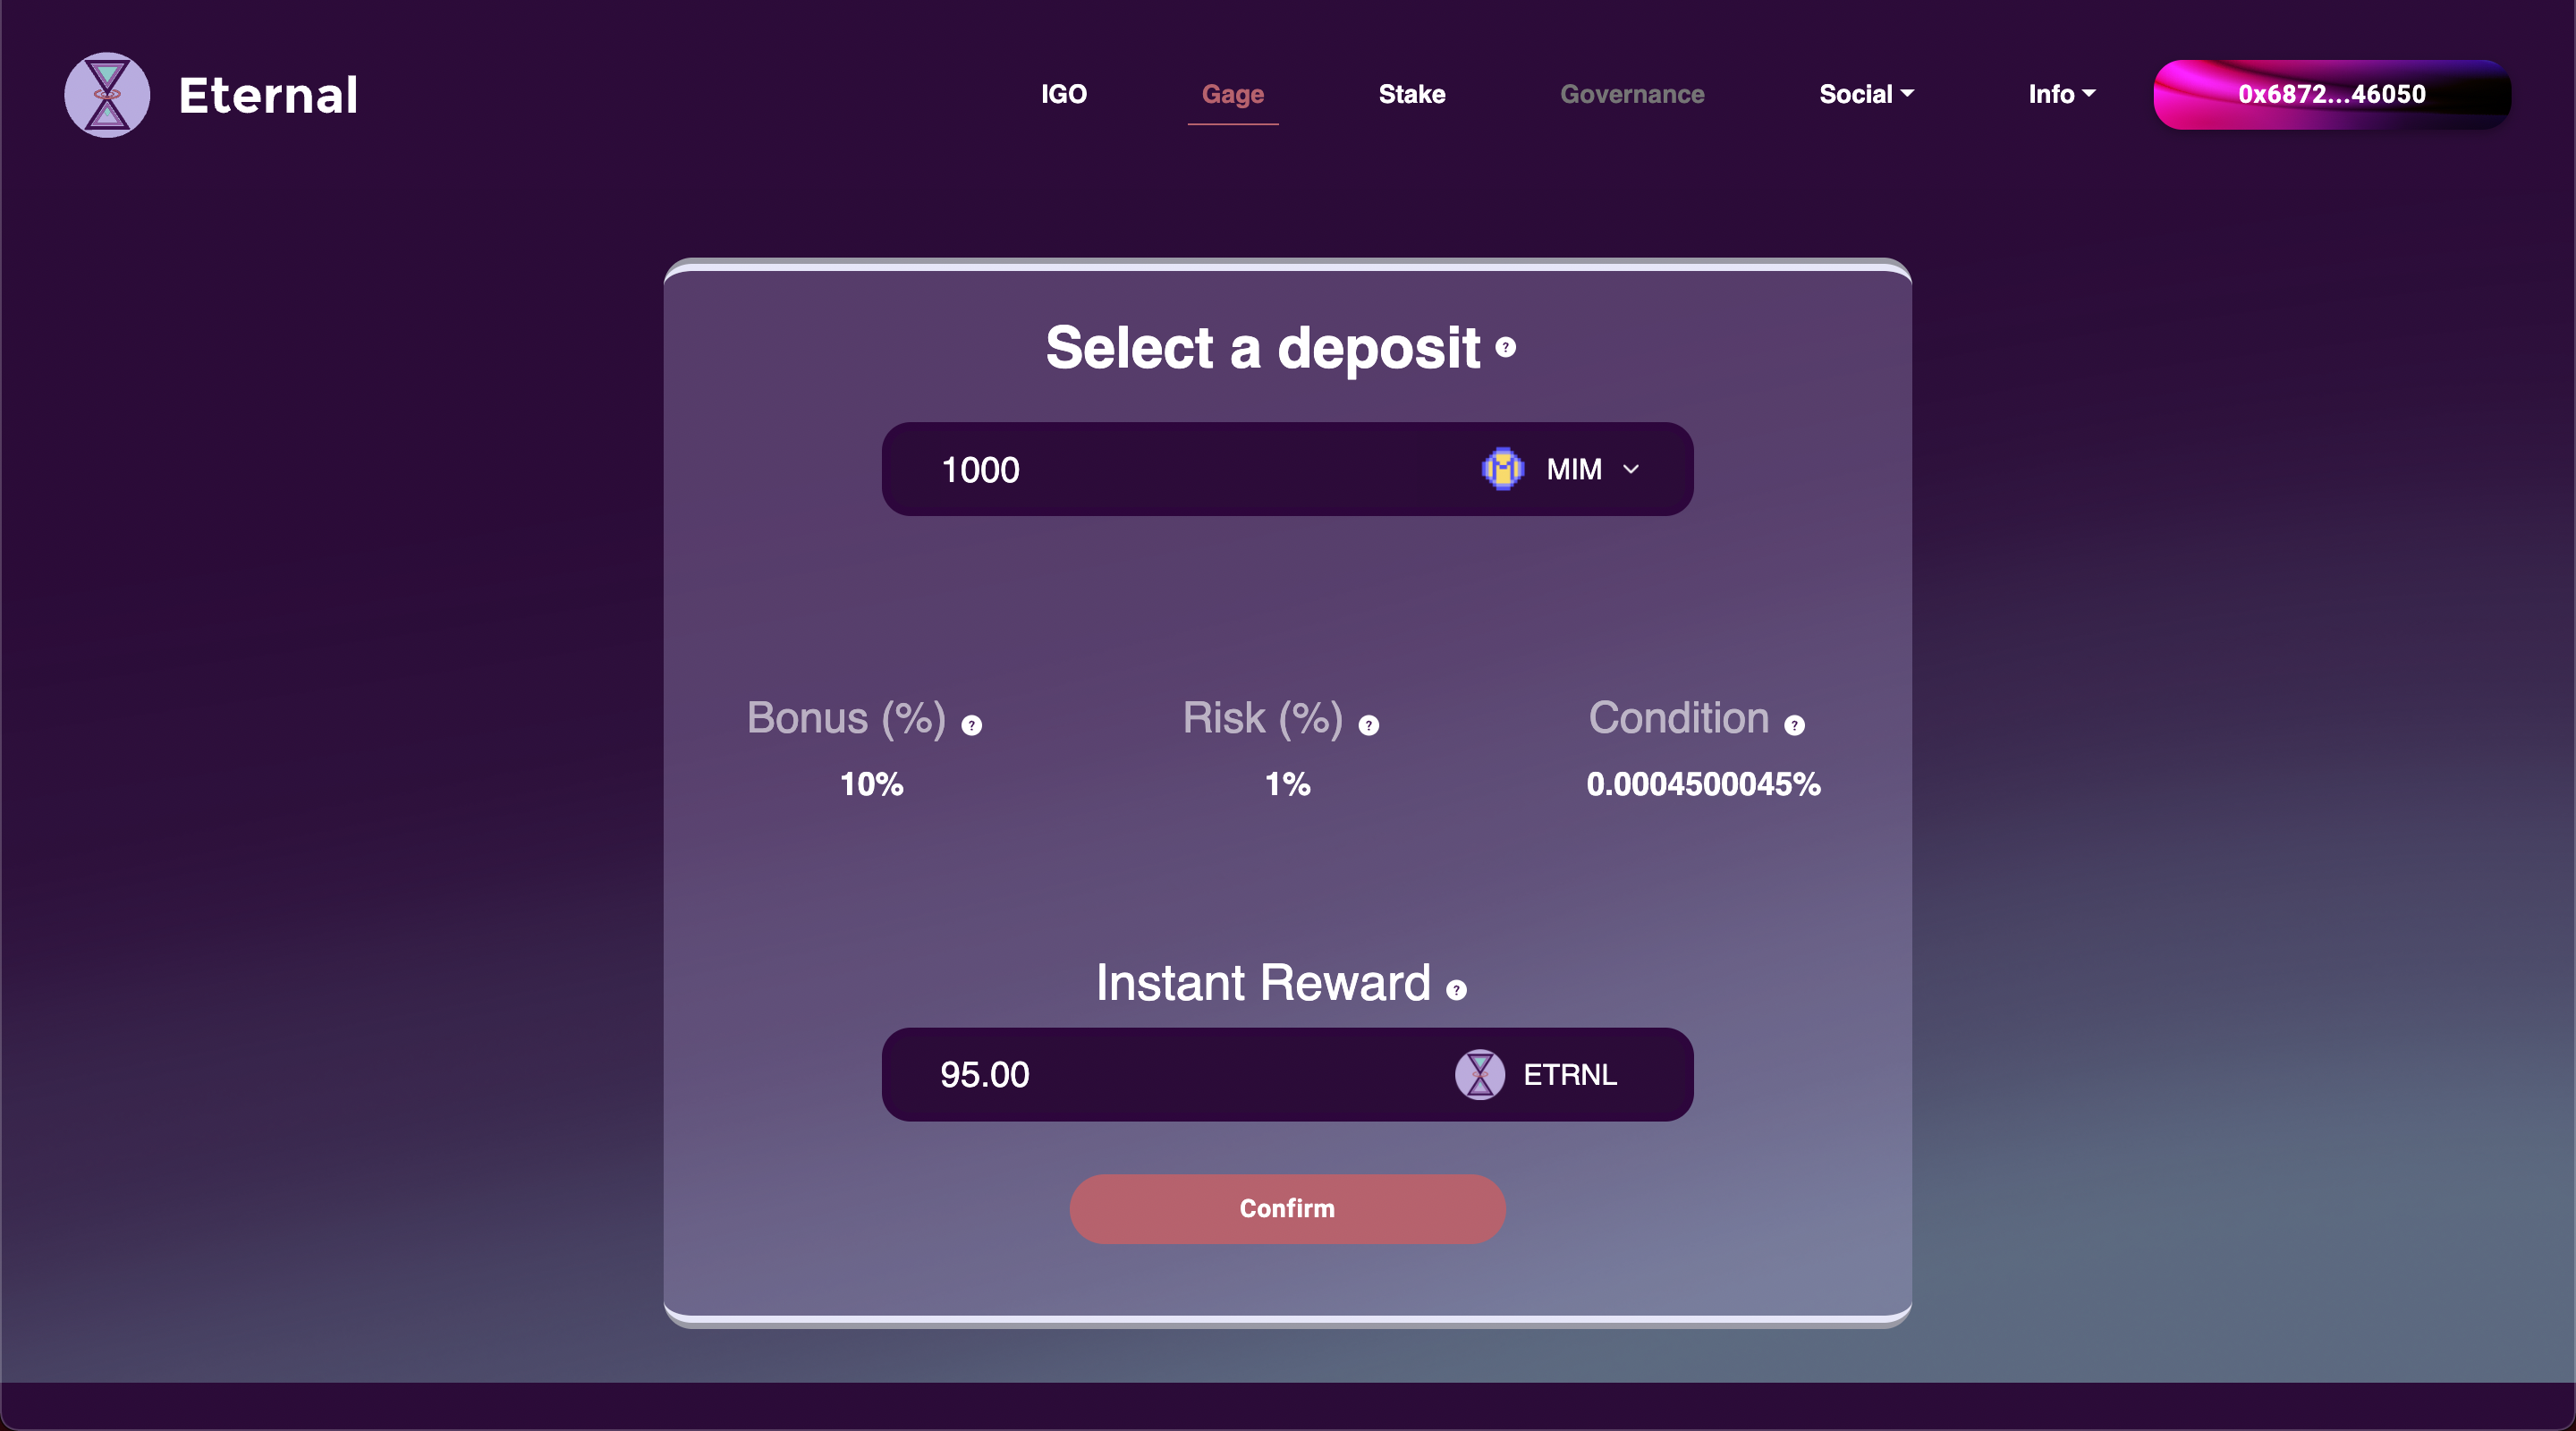 Eternal
IGO
Gage
Stake
Governance
Social
Info
0x6872...46050
Select a deposit ?
1000
MIM
Bonus (%) ?
Risk (%) ?
Condition ?
10%
1%
0.0004500045%
Instant Reward ?
95.00
ETRNL
Confirm